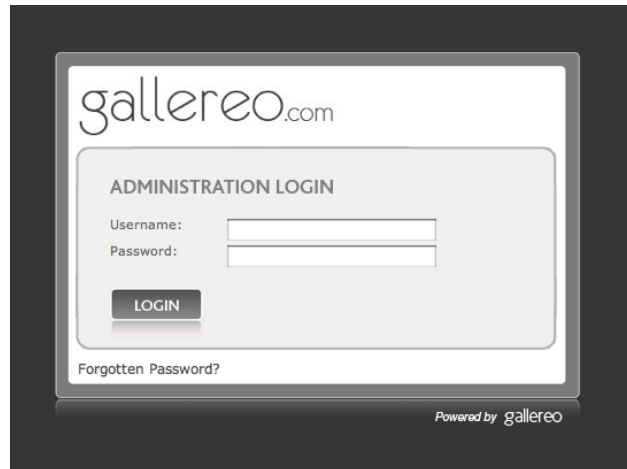 gallereo.com
ADMINISTRATION LOGIN
Username:
Password:
LOGIN
Forgotten Password?
Powered by gallereo